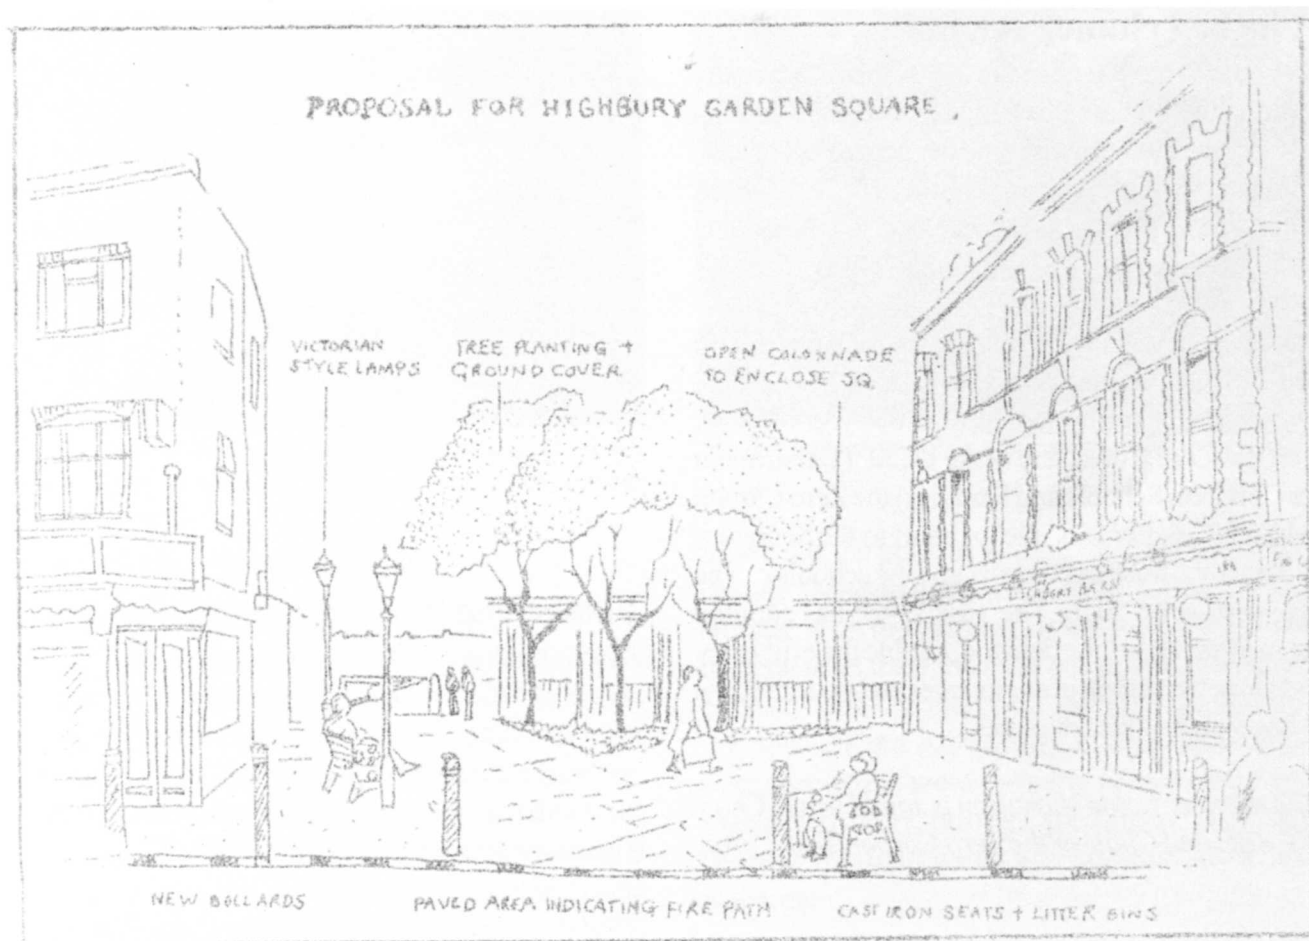 PROPOSAL FOR HIGHBURY GARDEN SQUARE.
VICTORIAN
STYLE LAMPS
TREE PLANTING +
GROUND COVER
OPEN COLONNADE
TO ENCLOSE SQ.
NEW BOLLARDS
PAVED AREA INDICATING FIRE PATH
CAST IRON SEATS + LITTER BINS